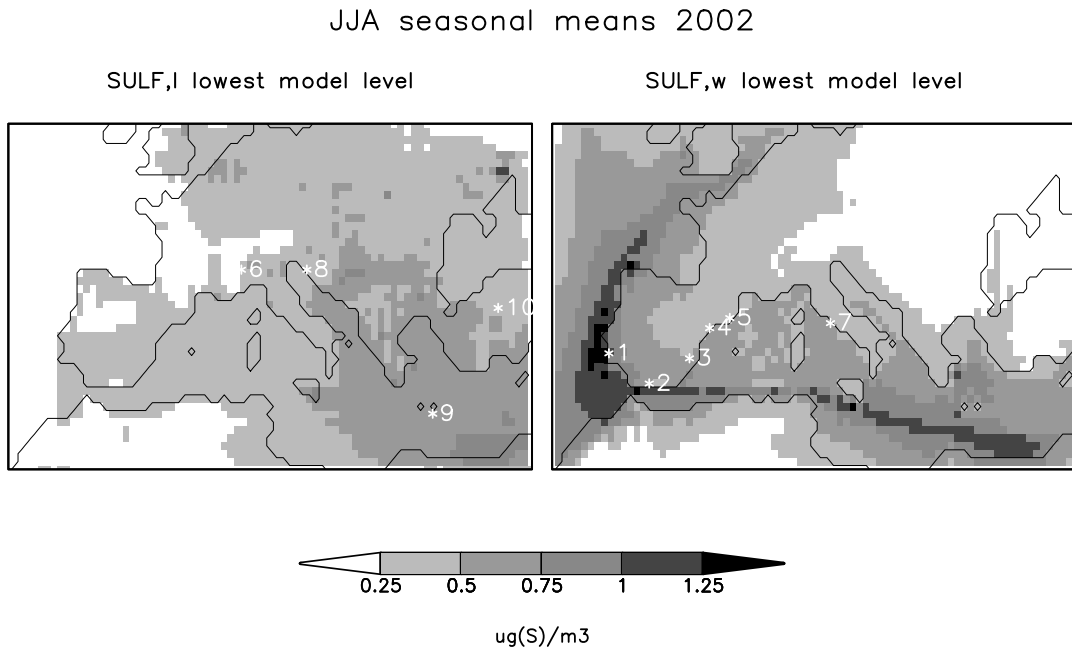 JJA seasonal means 2002
SULF,l lowest model level
SULF,w lowest model level
*6
*8
*10
*9
*1
*2
*3
*4
*5
*7
0.25 0.5 0.75 1 1.25
ug(S)/m3